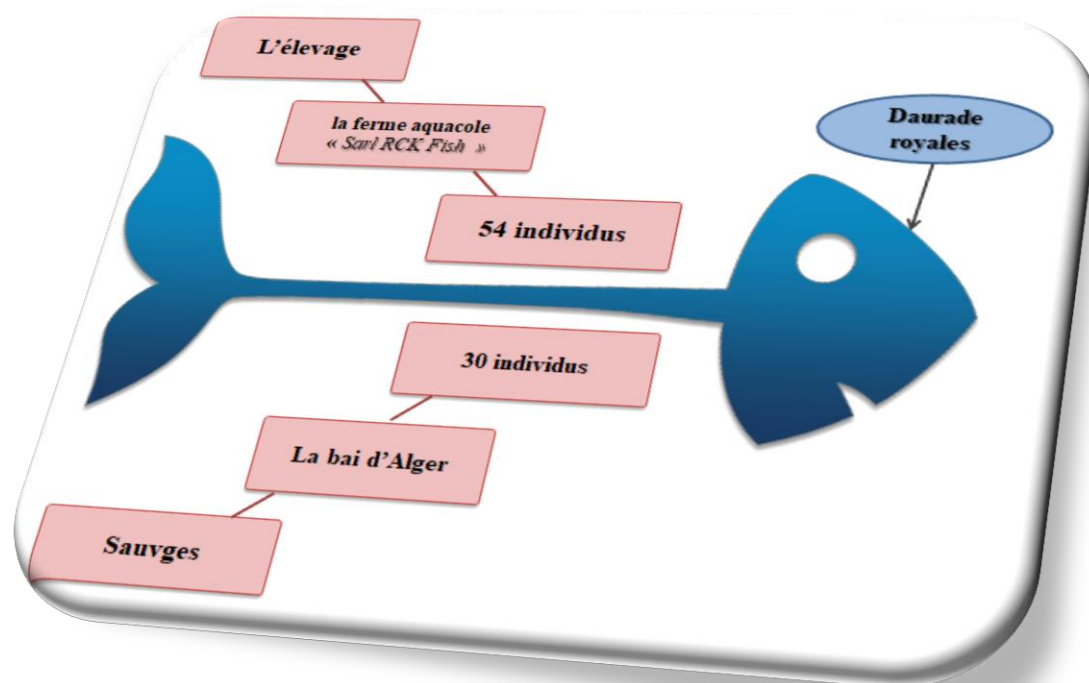 L'élevage
la ferme aquacole
« Sarl RCK Fish »
54 individus
Daurade
royales
30 individus
La bai d'Alger
Sauvges